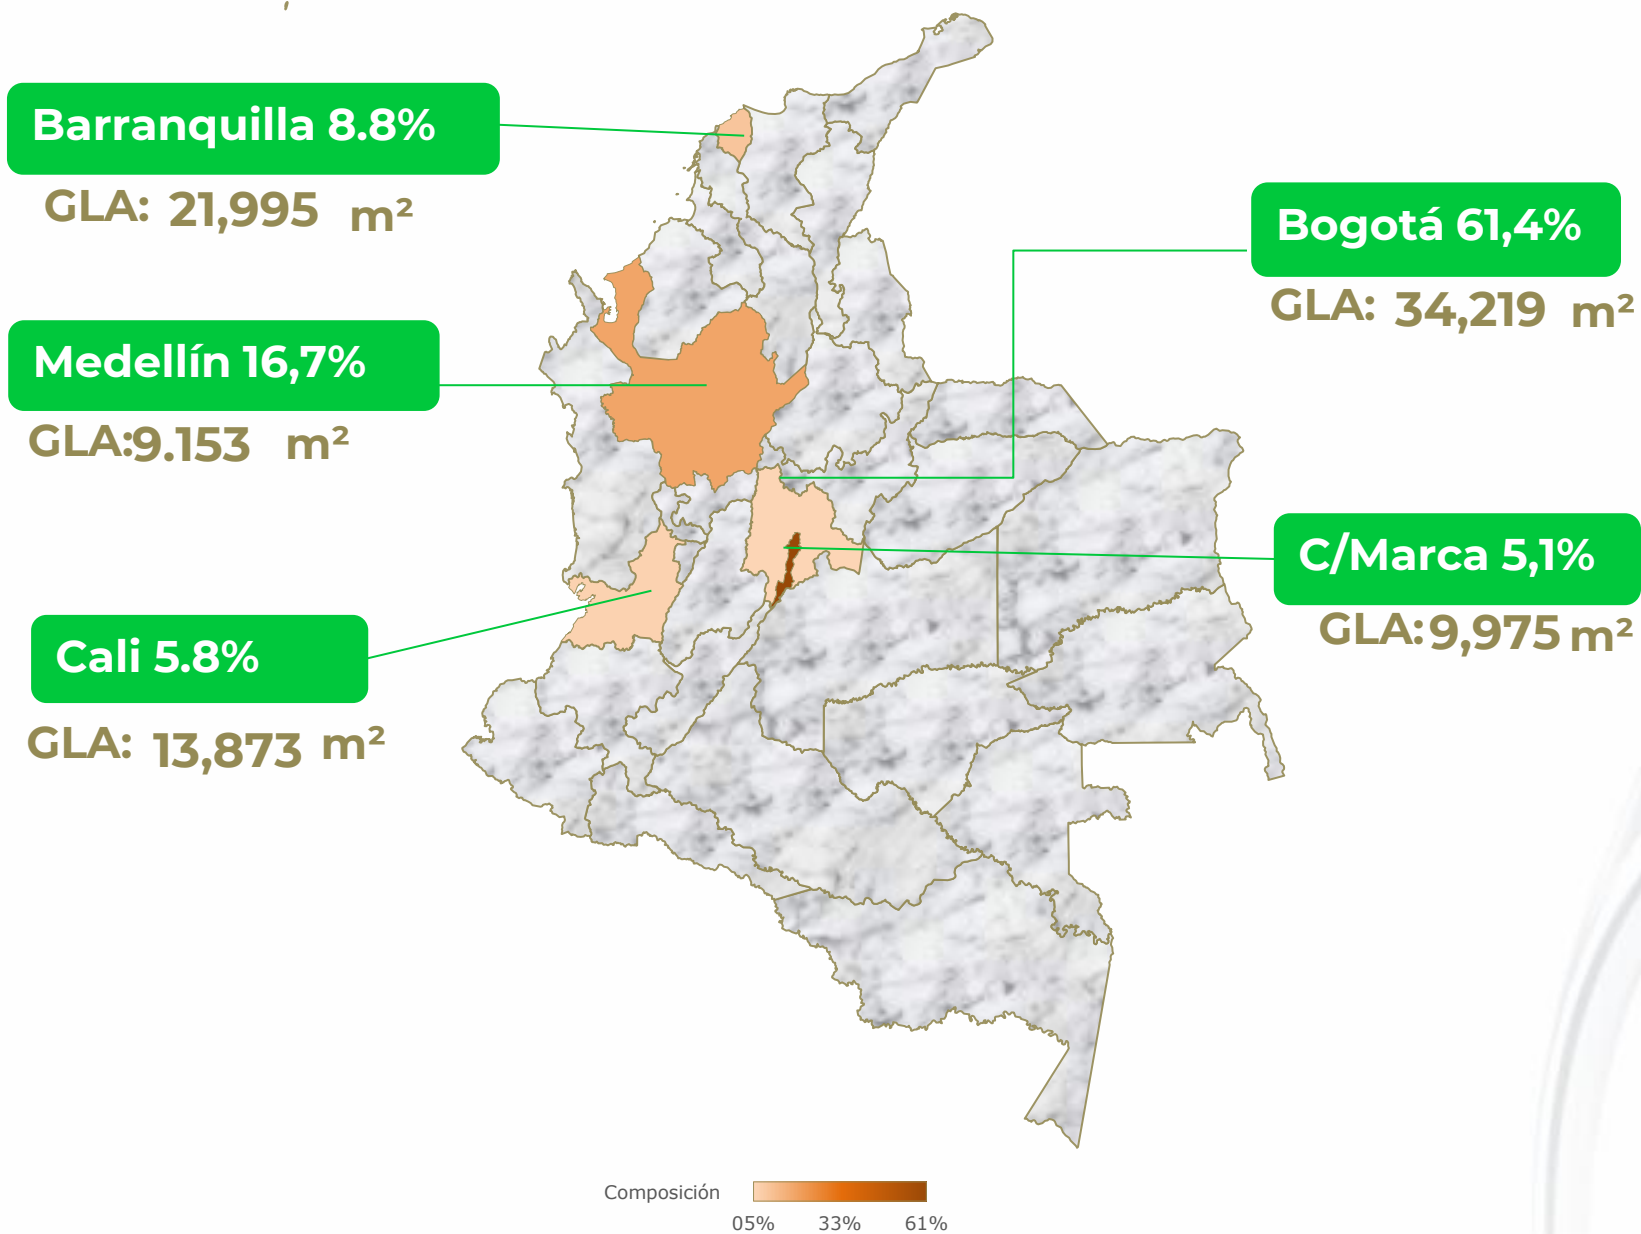 Barranquilla 8.8%
GLA: 21,995 m²
Medellín 16,7%
GLA:9.153 m²
Cali 5.8%
GLA: 13,873 m²
Bogotá 61,4%
GLA: 34,219 m²
C/Marca 5,1%
GLA:9,975 m²
Composición
05% 33% 61%